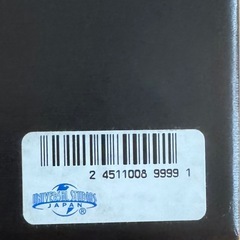 2 4511008 9999 1
UNIVERSAL STUDIOS
JAPAN
®